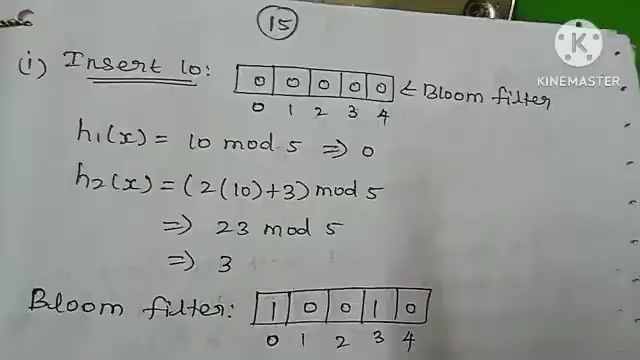 15
K
KINEMASTER
(i) Insert 10: 0 0 0 0 0 ← Bloom filter
0 1 2 3 4
h1(x) = 10 mod 5 => 0
h2(x) = (2(10)+3) mod 5
=> 23 mod 5
=> 3
Bloom filter: 1 0 0 1 0
0 1 2 3 4